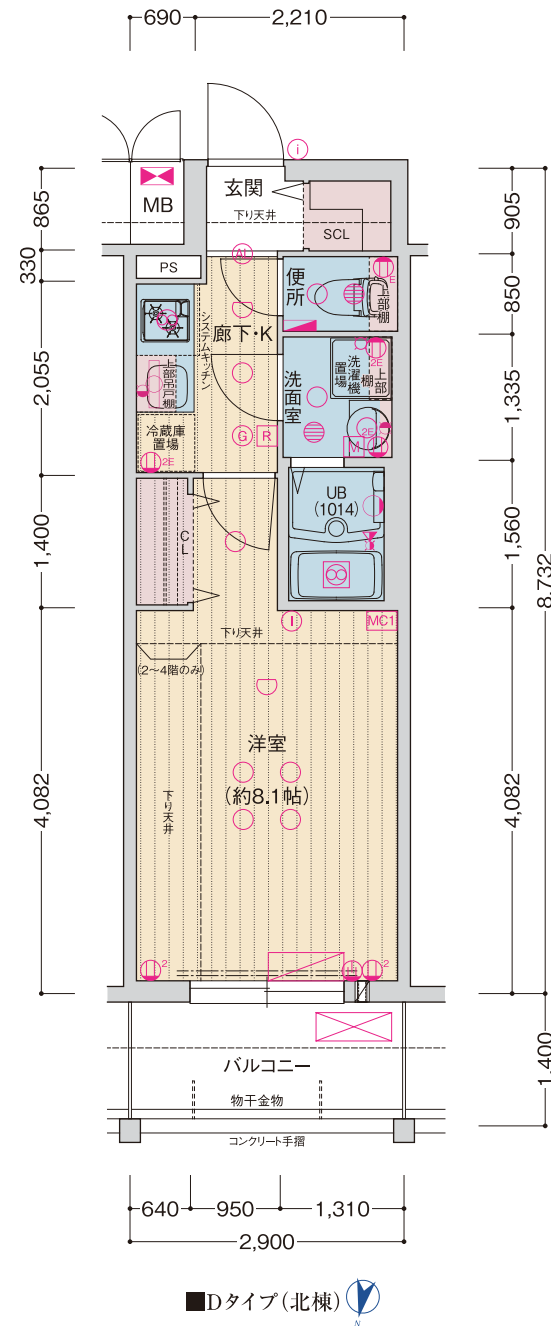 690
2,210
i
玄関
MB
下り天井
SCL
865
905
330
PS
AL
便所
E
上部棚
850
廊下・K
システムキッチン
上部吊戸棚
2,055
洗面室
洗濯機置場
上部棚
2E
1,335
冷蔵庫置場
2E
G
R
M
2E
UB
(1014)
CL
1,400
1,560
8,732
下り天井
I
MC1
(2〜4階のみ)
洋室
(約8.1帖)
下り天井
4,082
4,082
2
2
バルコニー
物干金物
コンクリート手摺
1,400
640
950
1,310
2,900
■Dタイプ(北棟)
N